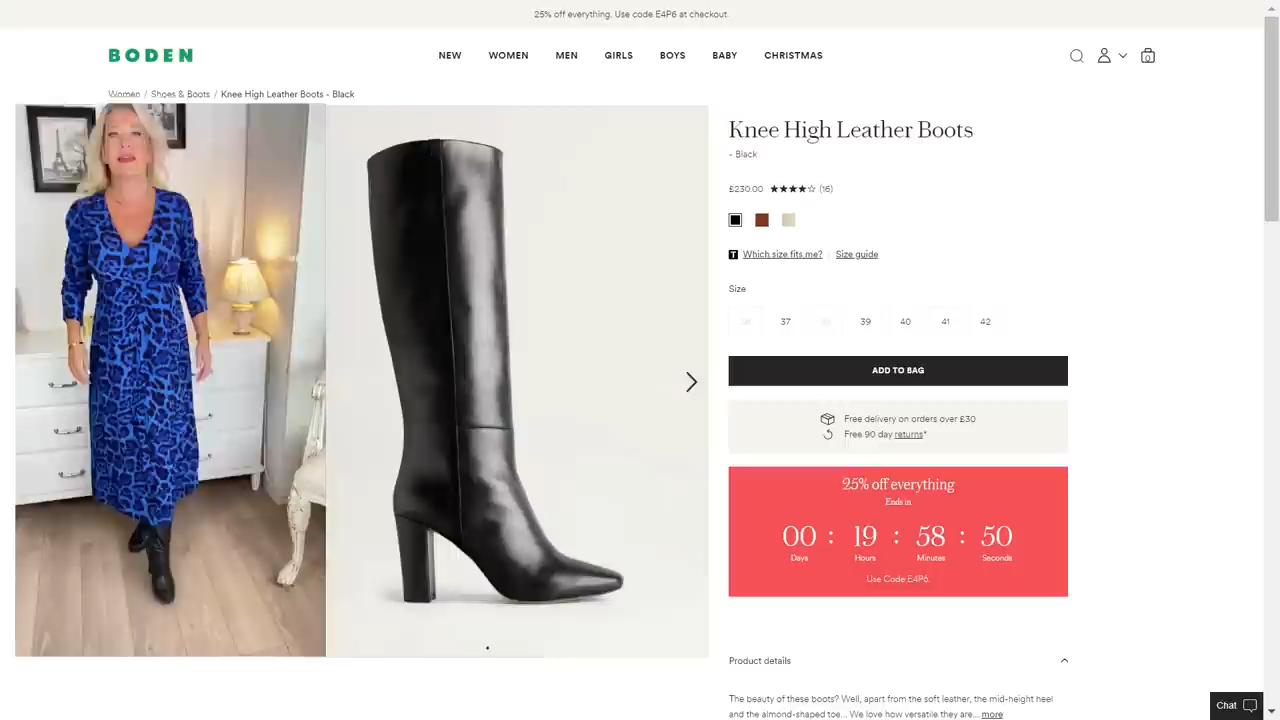 25% off everything. Use code E4P6 at checkout.
BODEN
NEW WOMEN MEN GIRLS BOYS BABY CHRISTMAS
0
Women / Shoes & Boots / Knee High Leather Boots - Black
Knee High Leather Boots
- Black
£230.00 ★★★★☆ (16)
T Which size fits me? Size guide
Size
37 39 40 41 42
ADD TO BAG
Free delivery on orders over £30
Free 90 day returns*
25% off everything
Ends in
00 : 19 : 58 : 50
Days Hours Minutes Seconds
Use Code E4P6.
Product details
The beauty of these boots? Well, apart from the soft leather, the mid-height heel
and the almond-shaped toe... We love how versatile they are... more
Chat